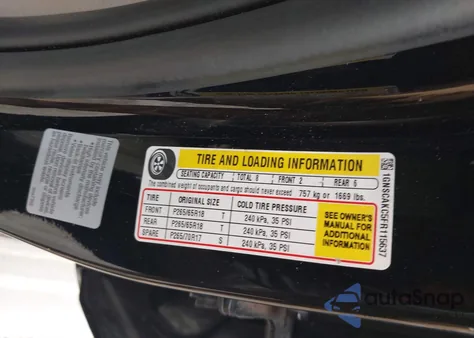 TIRE AND LOADING INFORMATION
SEATING CAPACITY TOTAL 8 FRONT 2 REAR 6
The combined weight of occupants and cargo should never exceed 757 kg or 1669 lbs.
TIRE ORIGINAL SIZE COLD TIRE PRESSURE
FRONT P265/65R18 T 240 kPa, 35 PSI
REAR P265/65R18 T 240 kPa, 35 PSI
SPARE P265/70R17 S 240 kPa, 35 PSI
SEE OWNER'S
MANUAL FOR
ADDITIONAL
INFORMATION
1GNSCAKC5FR115637
autoSnap